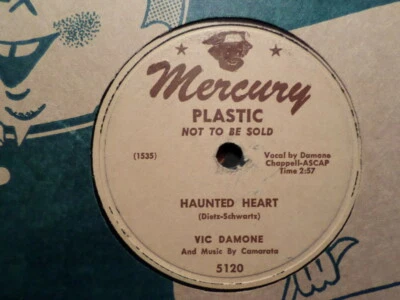 Mercury
PLASTIC
NOT TO BE SOLD
(1535)
Vocal by Damone
Chappell-ASCAP
Time 2:57
HAUNTED HEART
(Dietz-Schwartz)
VIC DAMONE
And Music By Camarata
5120